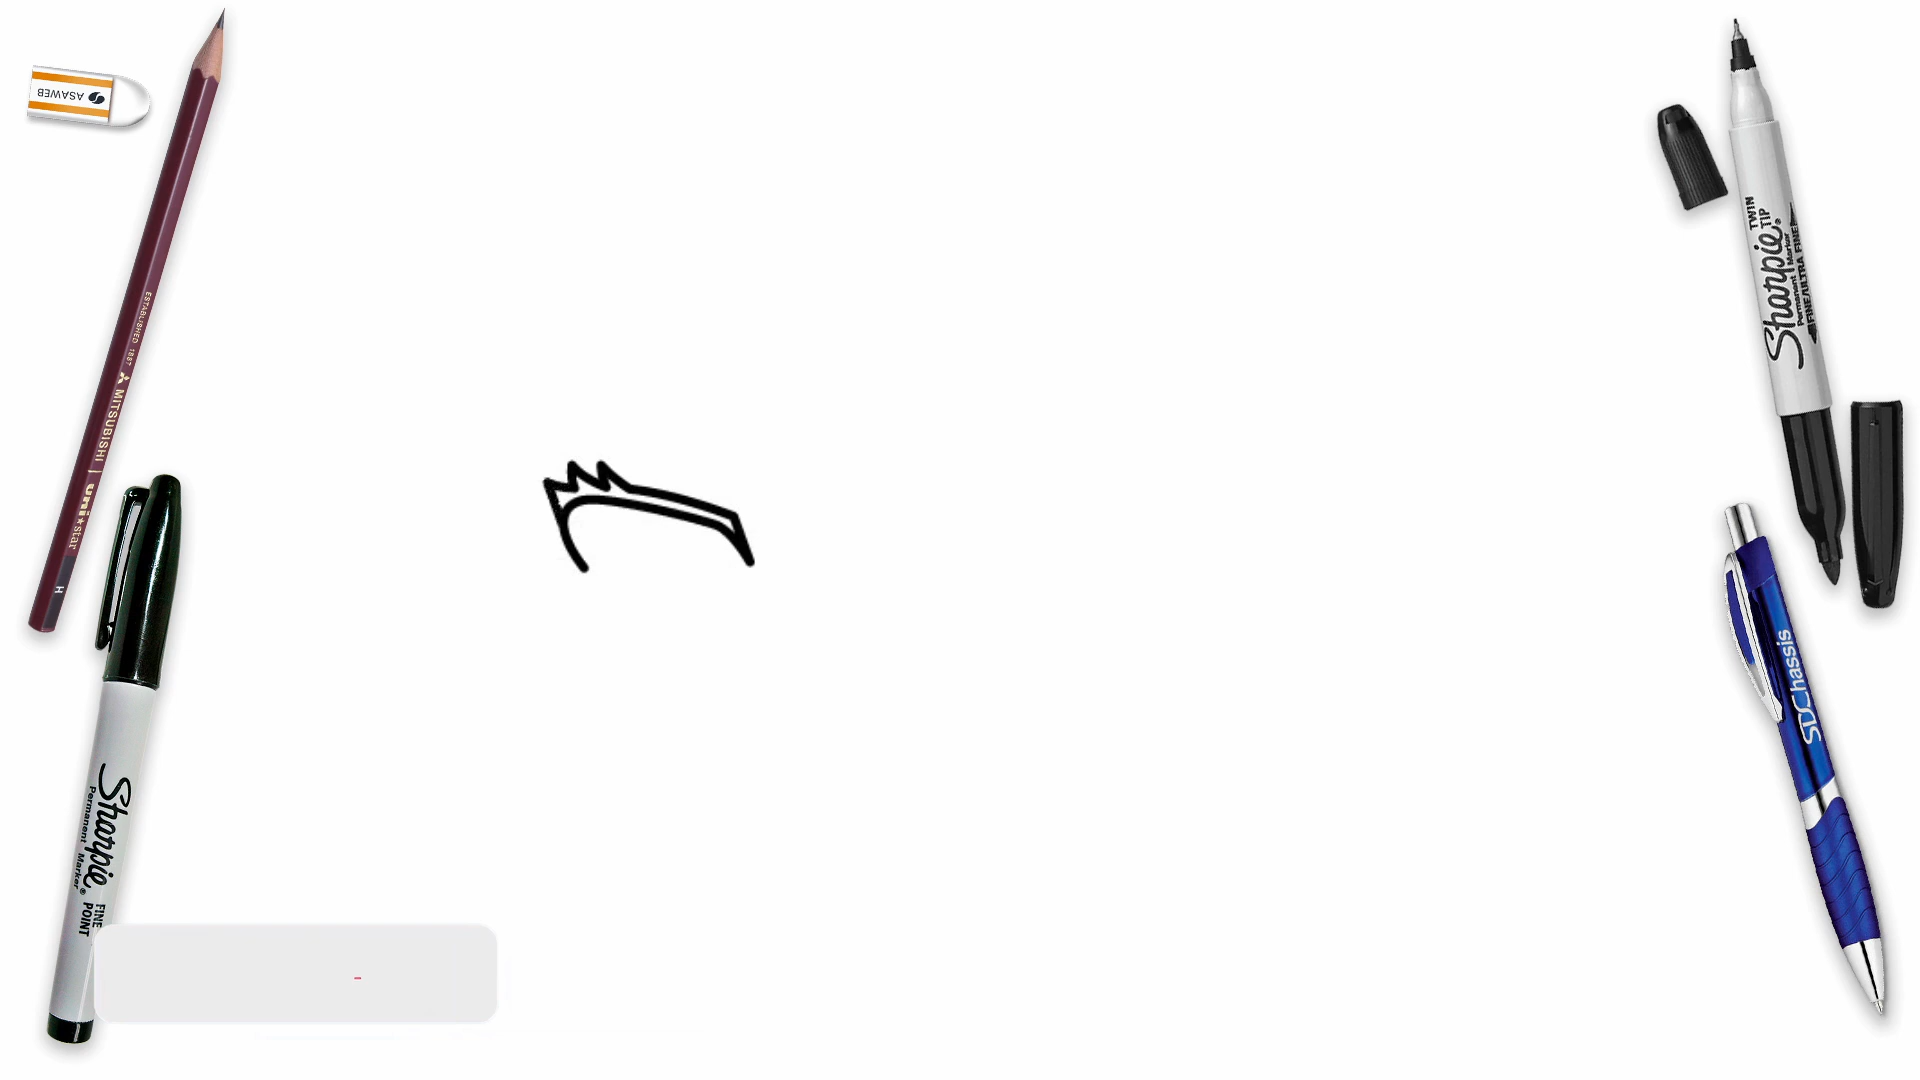 ASAWEB
ESTABLISHED 1887 MITSUBISHI | uni★star
H
Sharpie
Permanent Marker®
FINE
POINT
Sharpie®
TWIN
TIP
Permanent Marker
FINE/ULTRA FINE
SDChassis